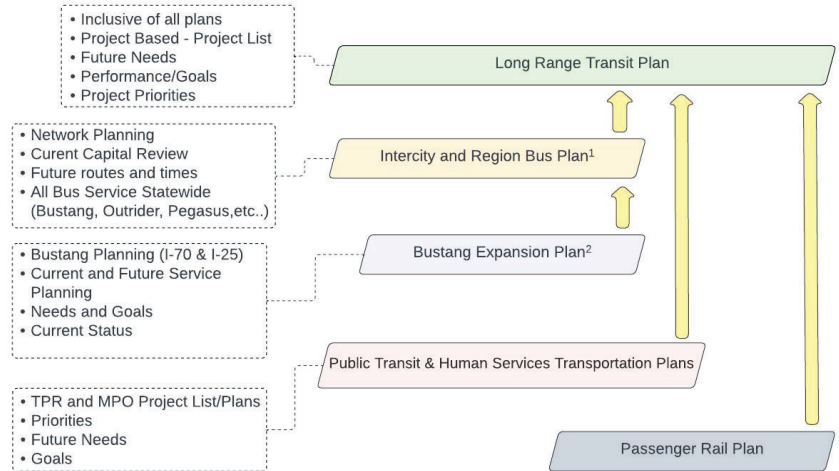 • Inclusive of all plans
• Project Based - Project List
• Future Needs
• Performance/Goals
• Project Priorities
Long Range Transit Plan
• Network Planning
• Curent Capital Review
• Future routes and times
• All Bus Service Statewide
(Bustang, Outrider, Pegasus,etc..)
Intercity and Region Bus Plan¹
• Bustang Planning (I-70 & I-25)
• Current and Future Service
Planning
• Needs and Goals
• Current Status
Bustang Expansion Plan²
Public Transit & Human Services Transportation Plans
• TPR and MPO Project List/Plans
• Priorities
• Future Needs
• Goals
Passenger Rail Plan